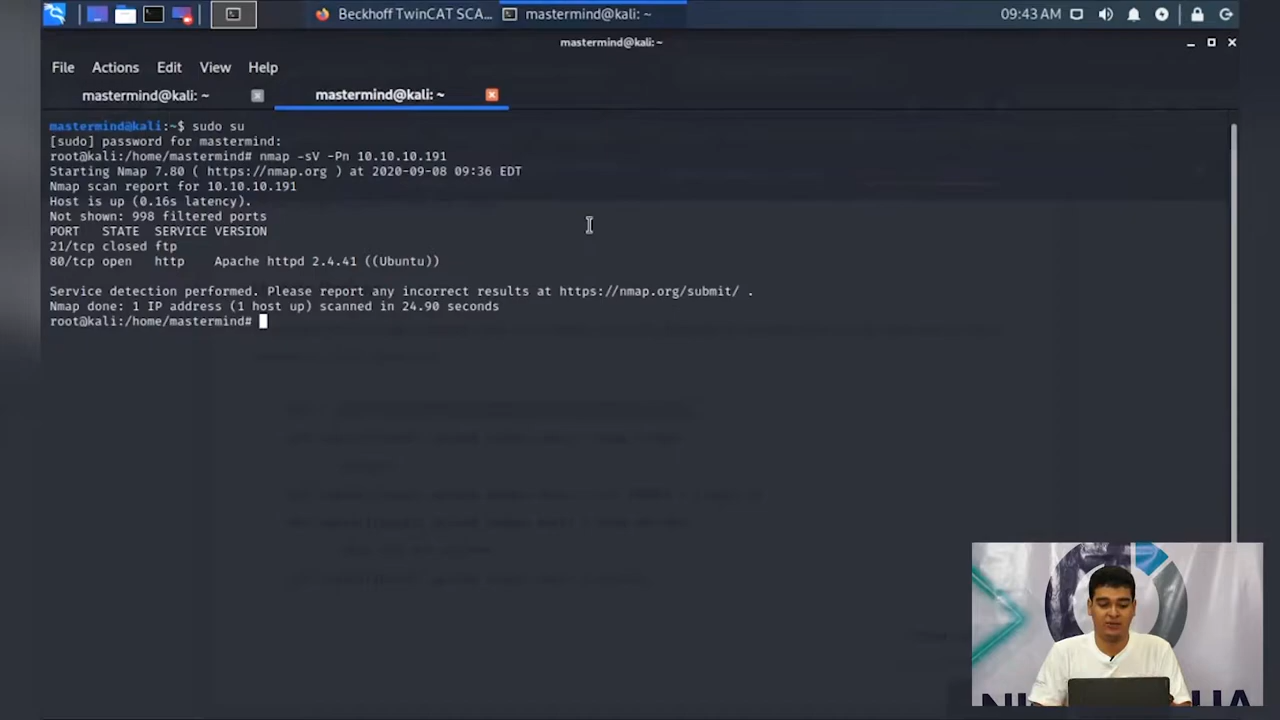 Beckhoff TwinCAT SCA...
mastermind@kali: ~
09:43 AM
mastermind@kali: ~
File Actions Edit View Help
mastermind@kali: ~
mastermind@kali: ~
mastermind@kali:~$ sudo su
[sudo] password for mastermind:
root@kali:/home/mastermind# nmap -sV -Pn 10.10.10.191
Starting Nmap 7.80 ( https://nmap.org ) at 2020-09-08 09:36 EDT
Nmap scan report for 10.10.10.191
Host is up (0.16s latency).
Not shown: 998 filtered ports
PORT   STATE  SERVICE VERSION
21/tcp closed ftp
80/tcp open   http    Apache httpd 2.4.41 ((Ubuntu))
Service detection performed. Please report any incorrect results at https://nmap.org/submit/ .
Nmap done: 1 IP address (1 host up) scanned in 24.90 seconds
root@kali:/home/mastermind#